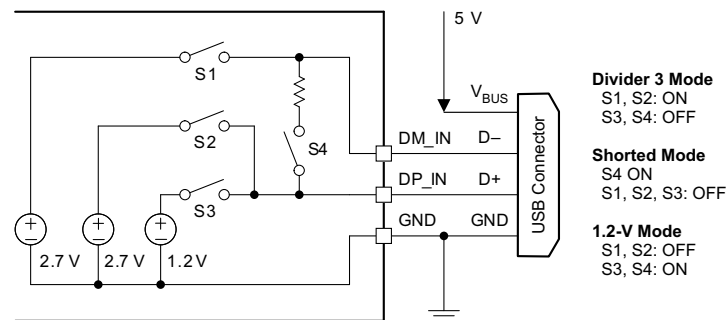 5 V
S1
V BUS
S2
S4
DM_IN
D–
S3
DP_IN
D+
GND
GND
2.7 V
2.7 V
1.2 V
USB Connector
Divider 3 Mode
S1, S2: ON
S3, S4: OFF
Shorted Mode
S4 ON
S1, S2, S3: OFF
1.2-V Mode
S1, S2: OFF
S3, S4: ON